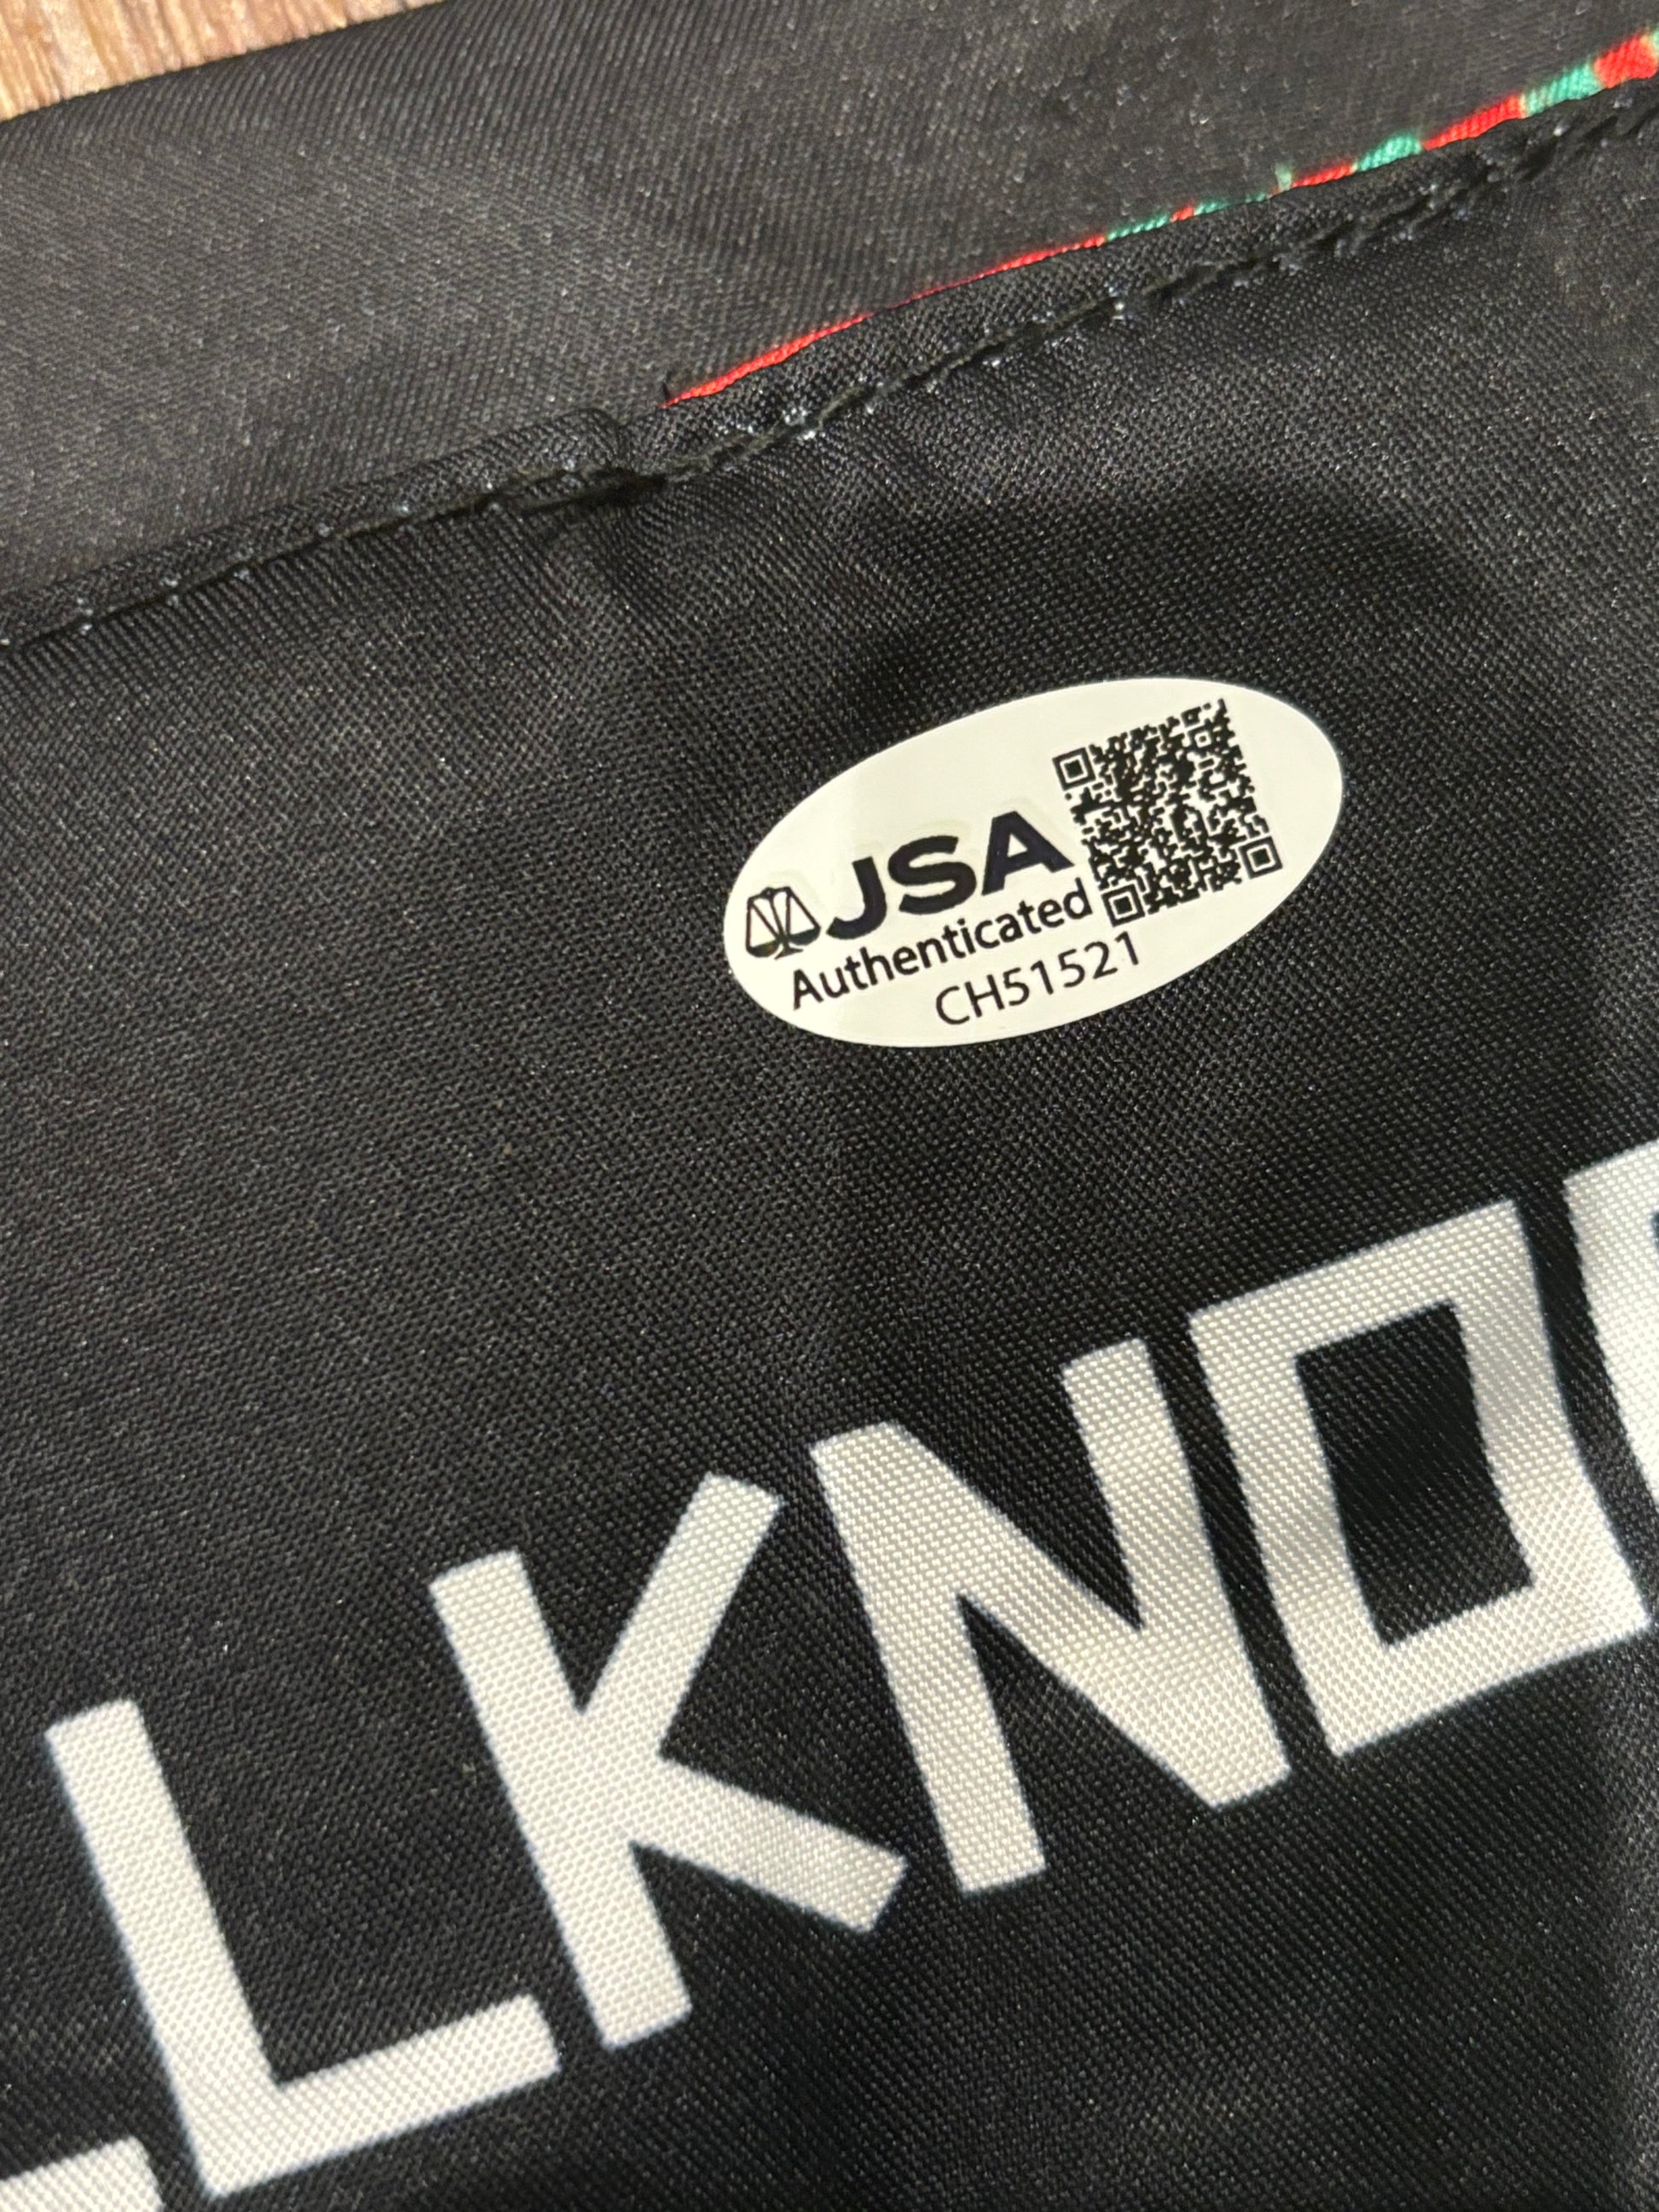 JSA
Authenticated
CH51521
LKNO